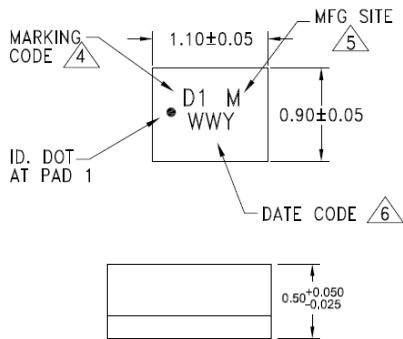 MFG SITE
5
MARKING
CODE 4
1.10±0.05
D1 M
WWY
0.90±0.05
ID. DOT
AT PAD 1
DATE CODE 6
0.50+0.050
-0.025